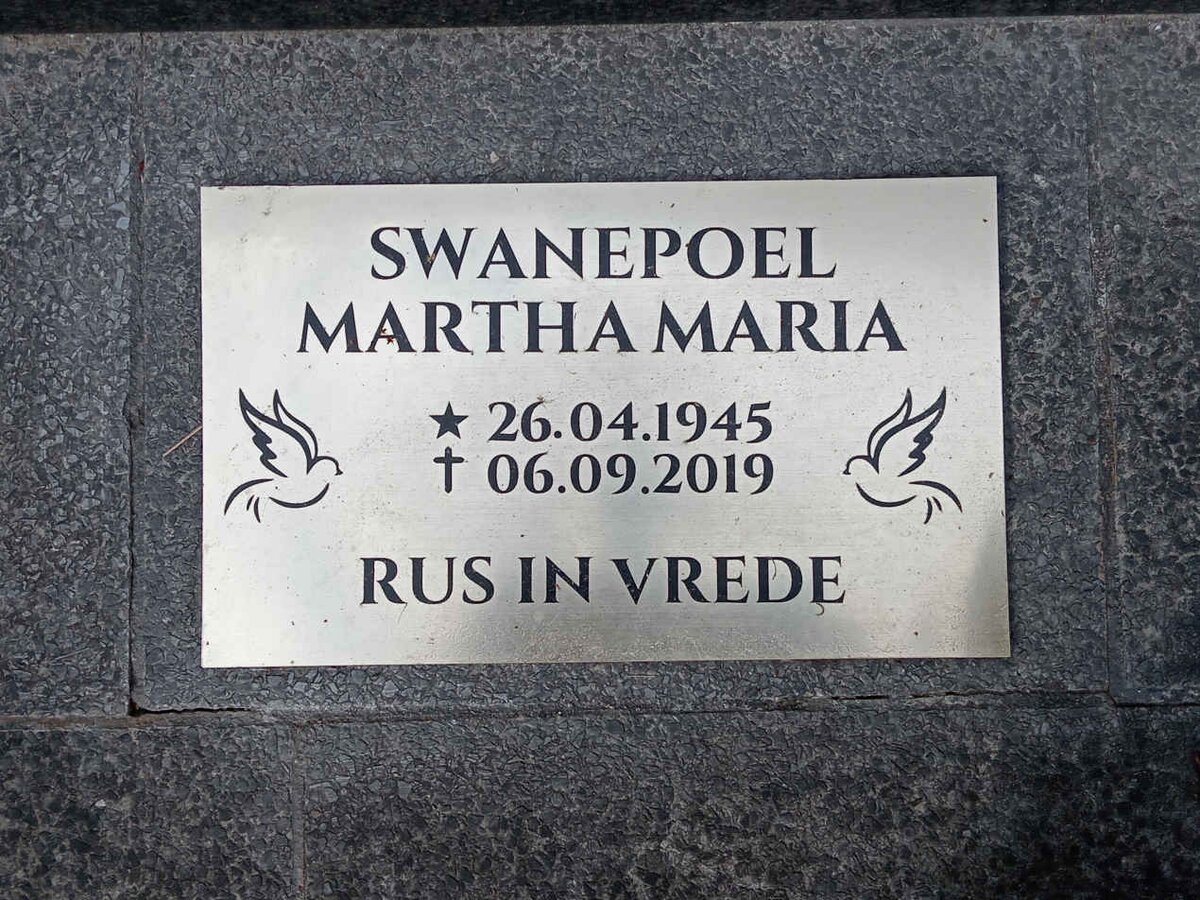 SWANEPOEL
MARTHA MARIA
★ 26.04.1945
✝ 06.09.2019
RUS IN VREDE